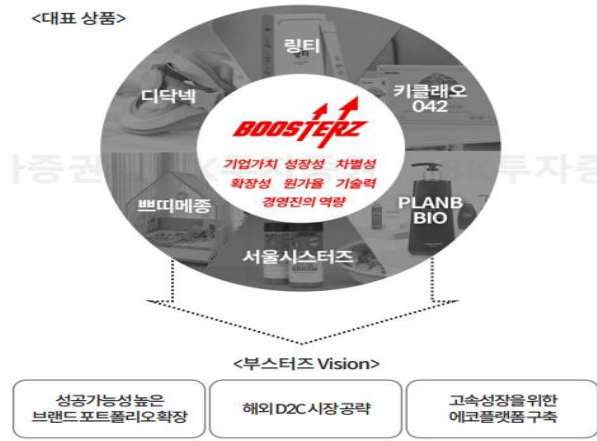 <대표 상품>
링티
디닥넥
키클래오
042
BOOSTERZ
기업가치 성장성 차별성
확장성 원가율 기술력
경영진의 역량
쁘띠메종
PLANB
BIO
서울시스터즈
<부스터즈 Vision>
성공가능성 높은
브랜드 포트폴리오 확장
해외 D2C 시장 공략
고속성장을 위한
에코플랫폼 구축